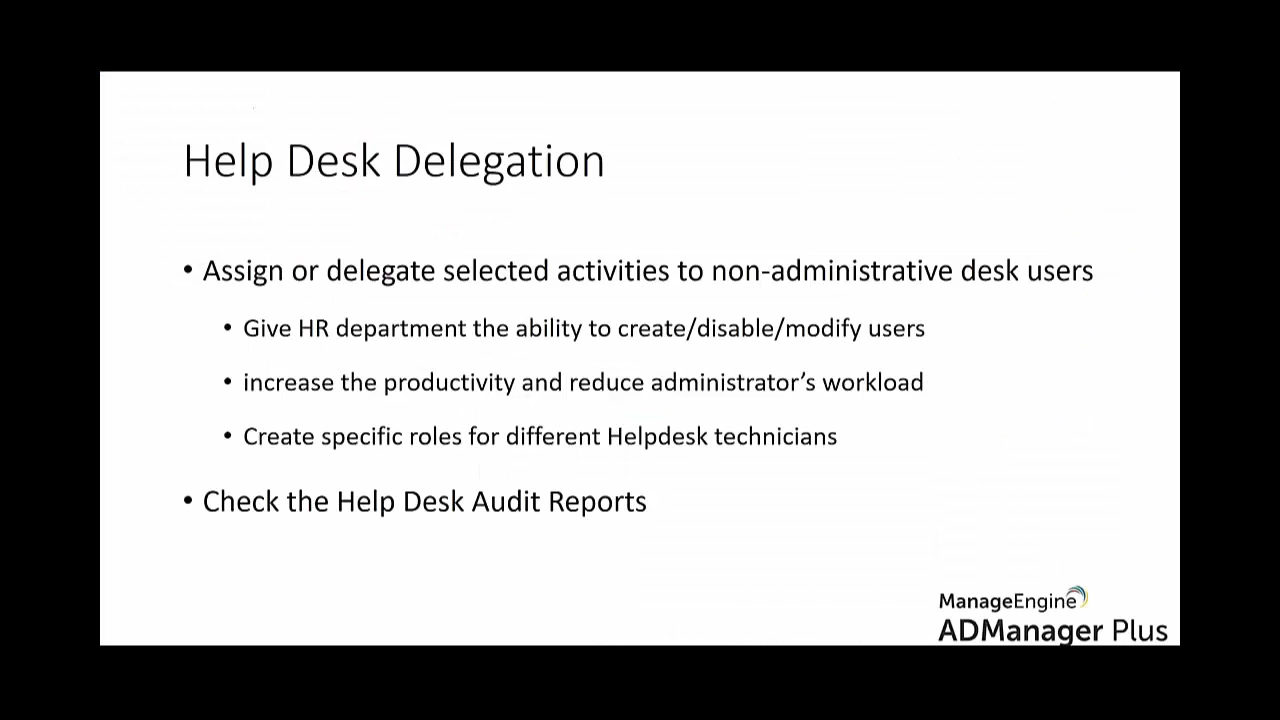 Help Desk Delegation
• Assign or delegate selected activities to non-administrative desk users
• Give HR department the ability to create/disable/modify users
• increase the productivity and reduce administrator’s workload
• Create specific roles for different Helpdesk technicians
• Check the Help Desk Audit Reports
ManageEngine
ADManager Plus